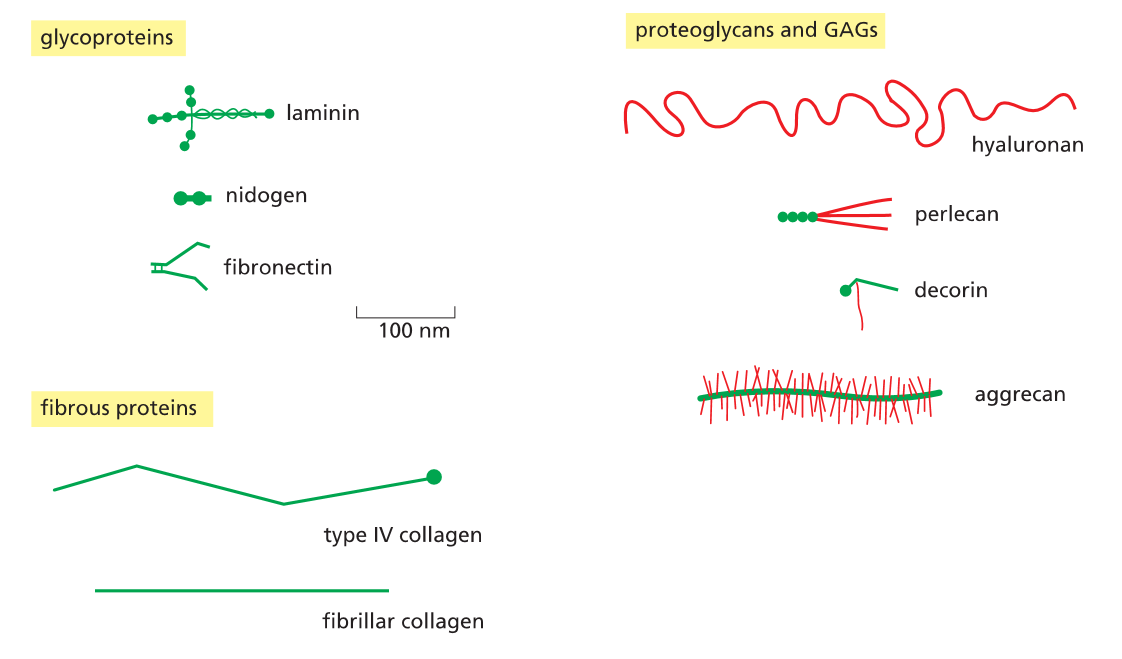 glycoproteins
laminin
nidogen
fibronectin
100 nm
fibrous proteins
type IV collagen
fibrillar collagen
proteoglycans and GAGs
hyaluronan
perlecan
decorin
aggrecan